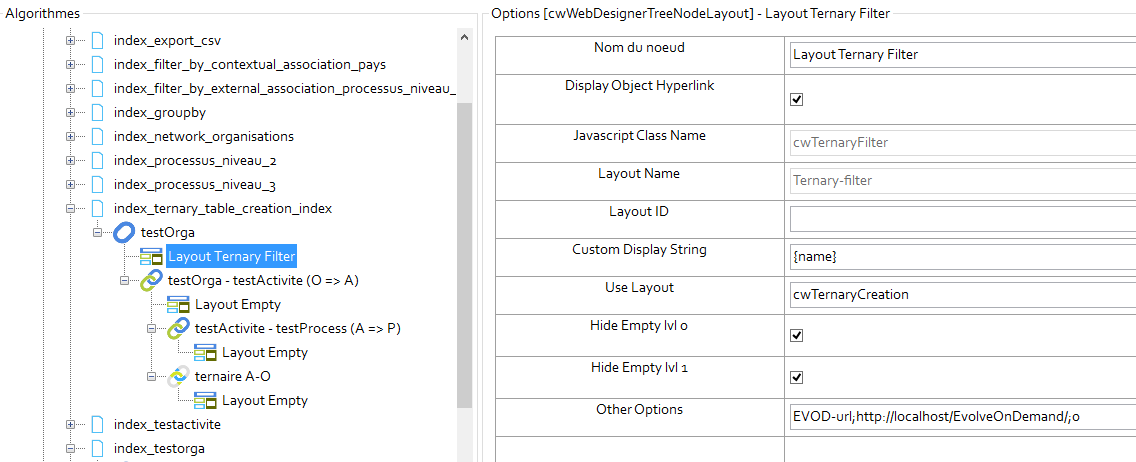 Algorithmes
index_export_csv
index_filter_by_contextual_association_pays
index_filter_by_external_association_processus_niveau_
index_groupby
index_network_organisations
index_processus_niveau_2
index_processus_niveau_3
index_ternary_table_creation_index
testOrga
Layout Ternary Filter
testOrga - testActivite (O => A)
Layout Empty
testActivite - testProcess (A => P)
Layout Empty
ternaire A-O
Layout Empty
index_testactivite
index_testorga
Options [cwWebDesignerTreeNodeLayout] - Layout Ternary Filter
Nom du noeud
Layout Ternary Filter
Display Object Hyperlink
Javascript Class Name
cwTernaryFilter
Layout Name
Ternary-filter
Layout ID
Custom Display String
{name}
Use Layout
cwTernaryCreation
Hide Empty lvl 0
Hide Empty lvl 1
Other Options
EVOD-url;http://localhost/EvolveOnDemand/;0